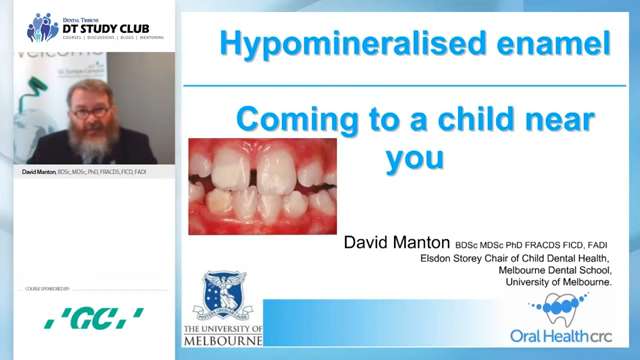 DENTAL TRIBUNE
DT STUDY CLUB
COURSES | DISCUSSIONS | BLOGS | MENTORING
David Manton, BDSc, MDSc, PhD, FRACDS, FICD, FADI
COURSE SPONSORED BY:
GC
Hypomineralised enamel
Coming to a child near
you
David Manton BDSc MDSc PhD FRACDS FICD, FADI
Elsdon Storey Chair of Child Dental Health,
Melbourne Dental School,
University of Melbourne.
THE UNIVERSITY OF
MELBOURNE
Oral Health crc